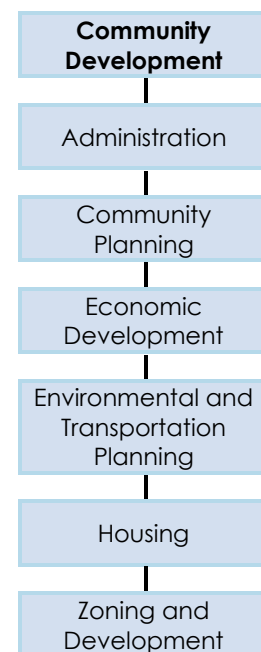 Community
Development
Administration
Community
Planning
Economic
Development
Environmental and
Transportation
Planning
Housing
Zoning and
Development